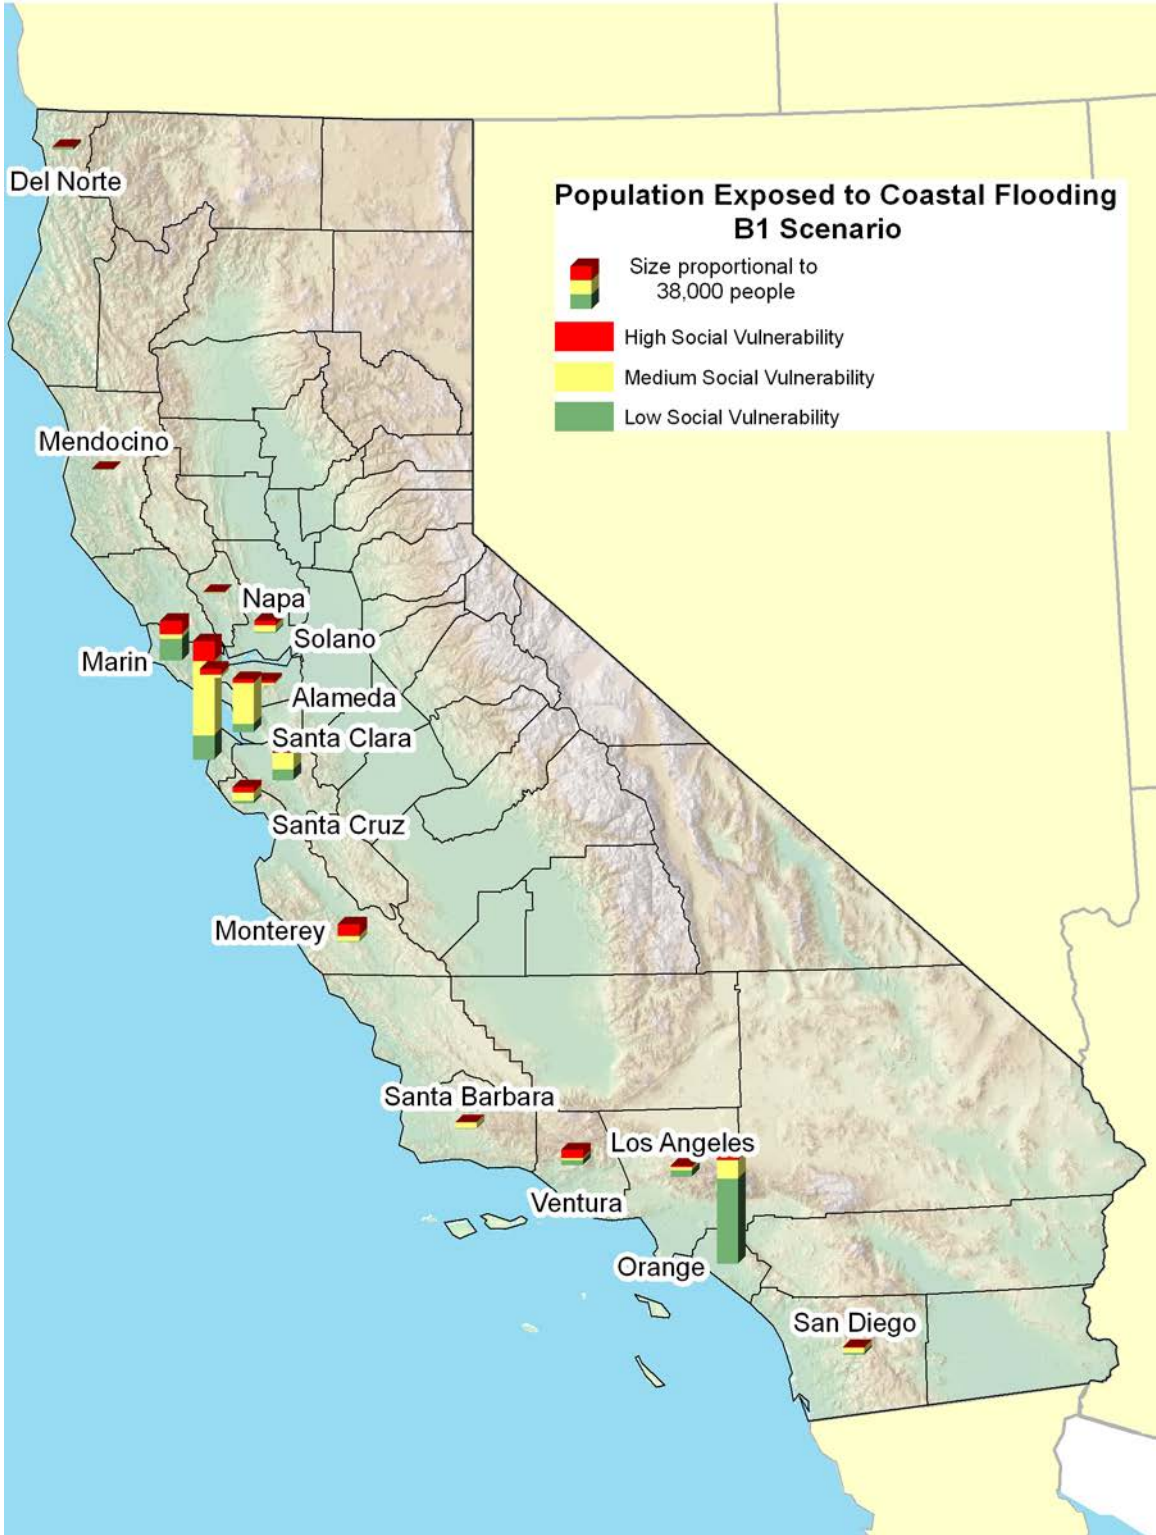 Del Norte
Population Exposed to Coastal Flooding
B1 Scenario
Size proportional to
38,000 people
High Social Vulnerability
Medium Social Vulnerability
Low Social Vulnerability
Mendocino
Napa
Solano
Marin
Alameda
Santa Clara
Santa Cruz
Monterey
Santa Barbara
Los Angeles
Ventura
Orange
San Diego